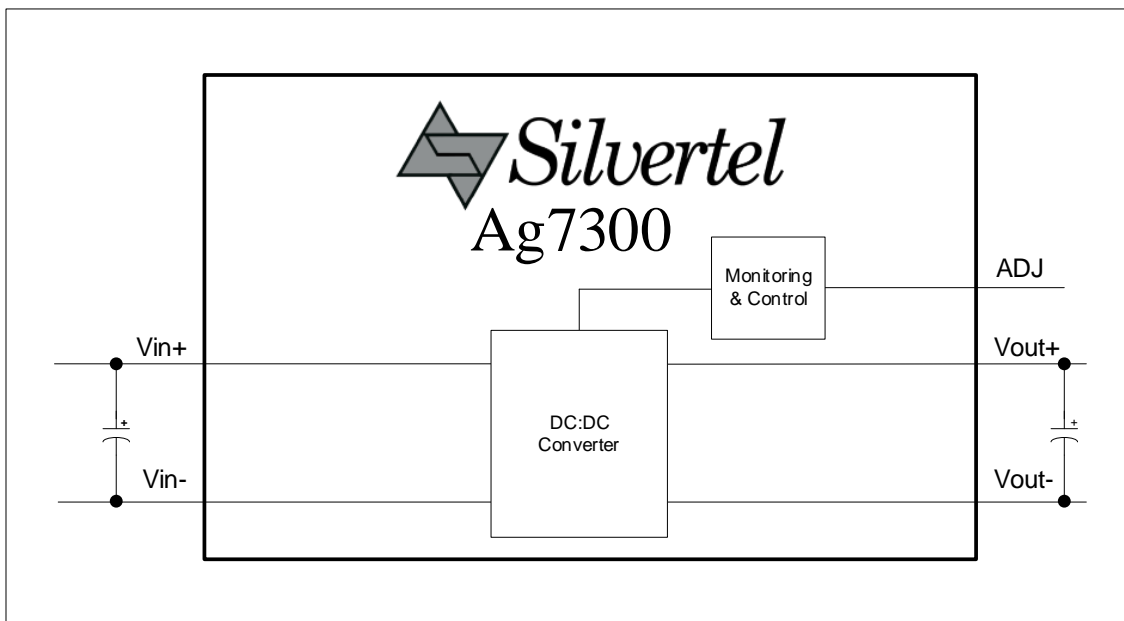 Silvertel
Ag7300
Monitoring
& Control
ADJ
Vin+
Vout+
+
+
DC:DC
Converter
Vin-
Vout-